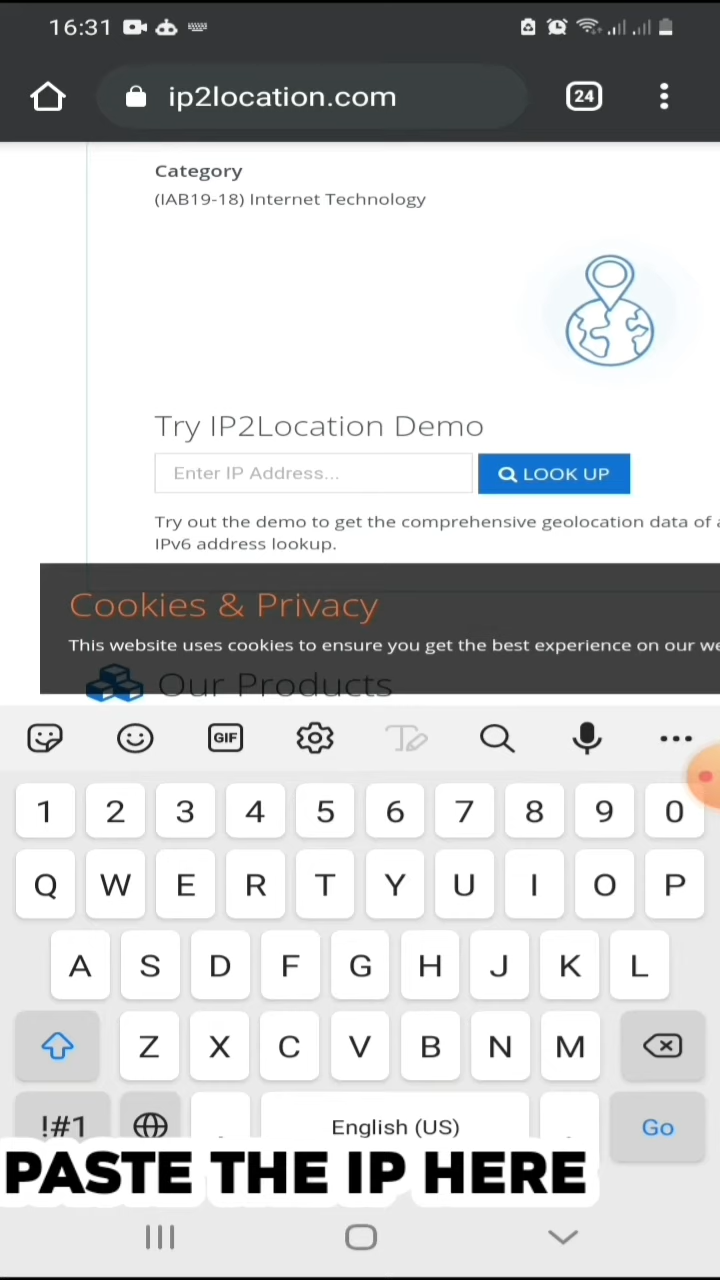 16:31
ip2location.com
24
Category
(IAB19-18) Internet Technology
Try IP2Location Demo
Enter IP Address...
LOOK UP
Try out the demo to get the comprehensive geolocation data of
IPv6 address lookup.
Cookies & Privacy
This website uses cookies to ensure you get the best experience on our we
Our Products
GIF
1 2 3 4 5 6 7 8 9 0
Q W E R T Y U I O P
A S D F G H J K L
Z X C V B N M
!#1 , English (US) . Go
PASTE THE IP HERE